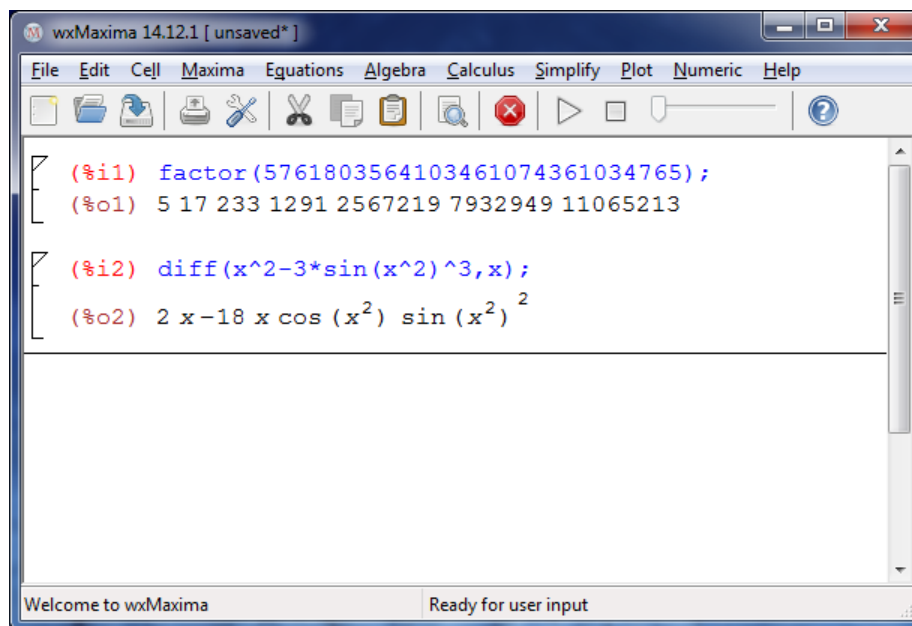 wxMaxima 14.12.1 [ unsaved* ]
File Edit Cell Maxima Equations Algebra Calculus Simplify Plot Numeric Help
(%i1) factor(5761803564103461074361034765);
(%o1) 5 17 233 1291 2567219 7932949 11065213
(%i2) diff(x^2-3*sin(x^2)^3,x);
(%o2) 2 x-18 x cos (x²) sin (x²)²
Welcome to wxMaxima Ready for user input